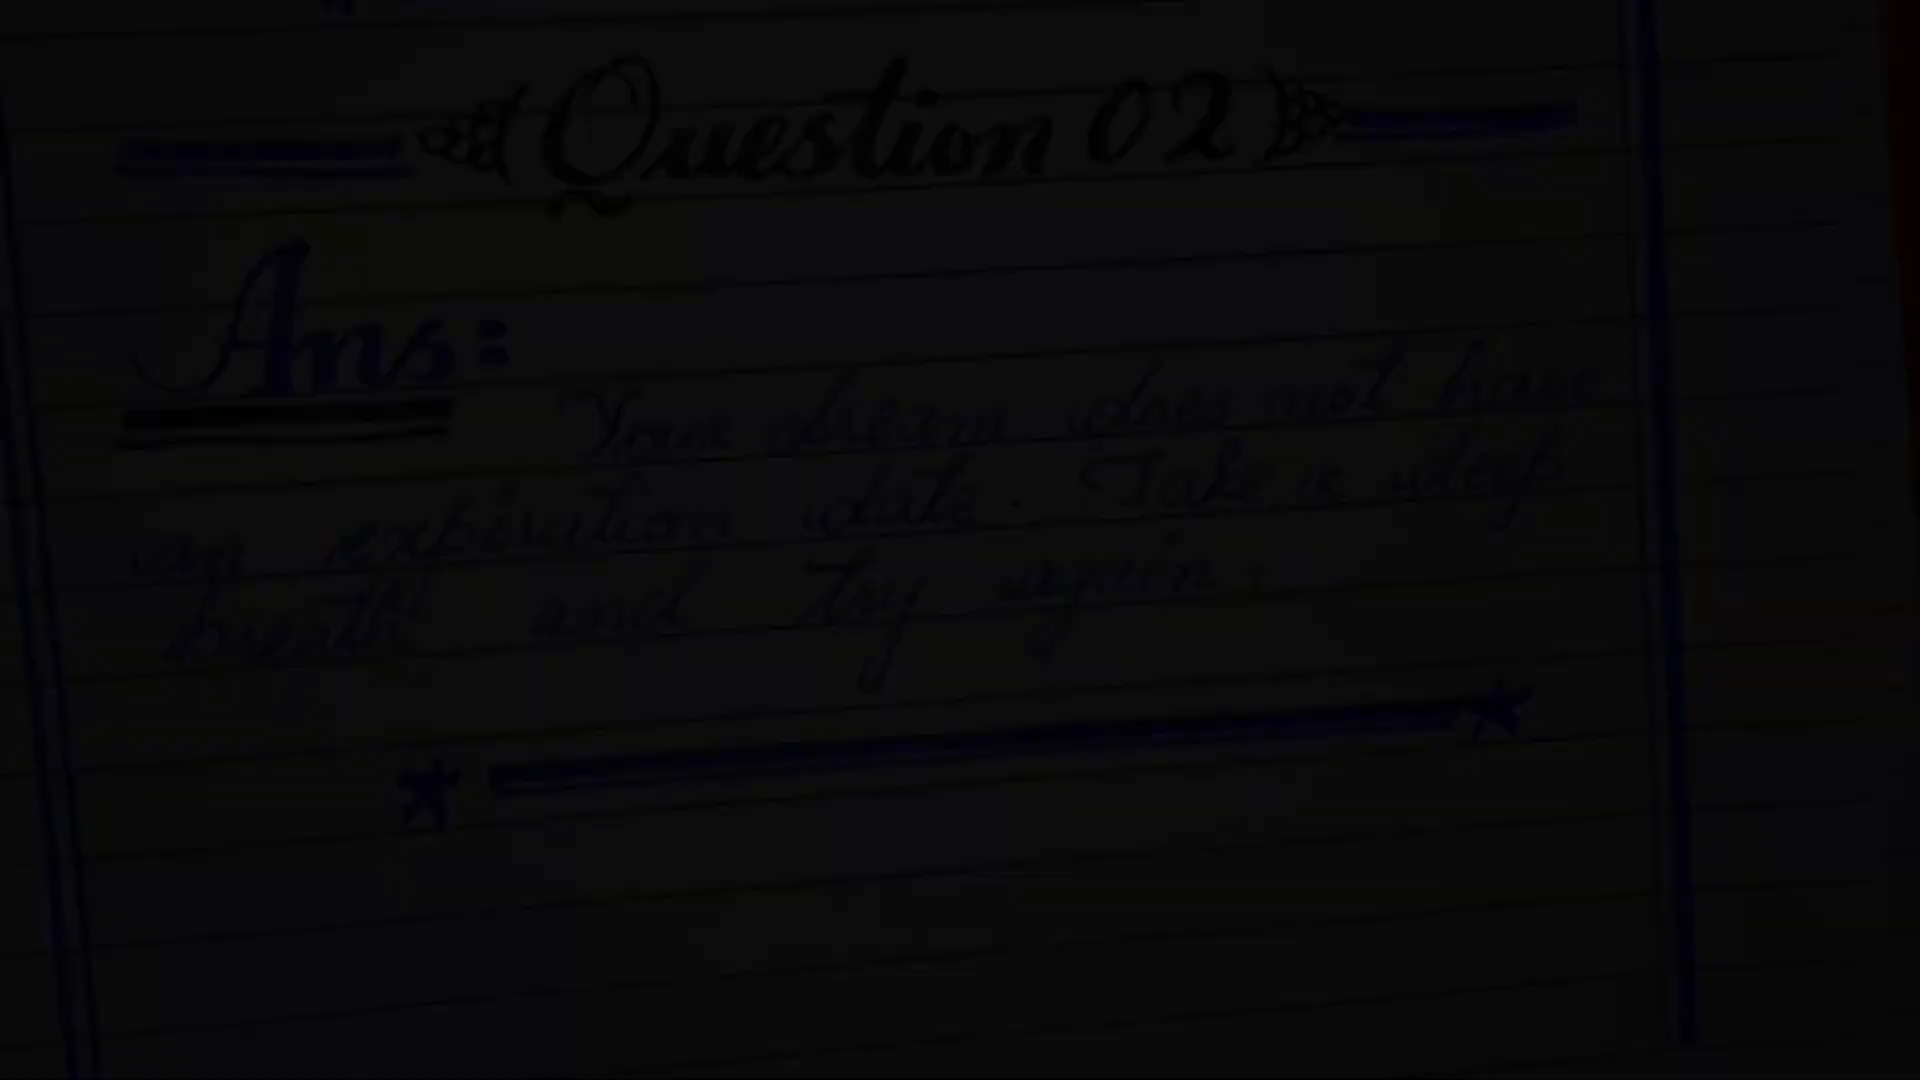 Question 02
Ans:
Your dream does not have
an expiration date. Take a deep
breath and try again.